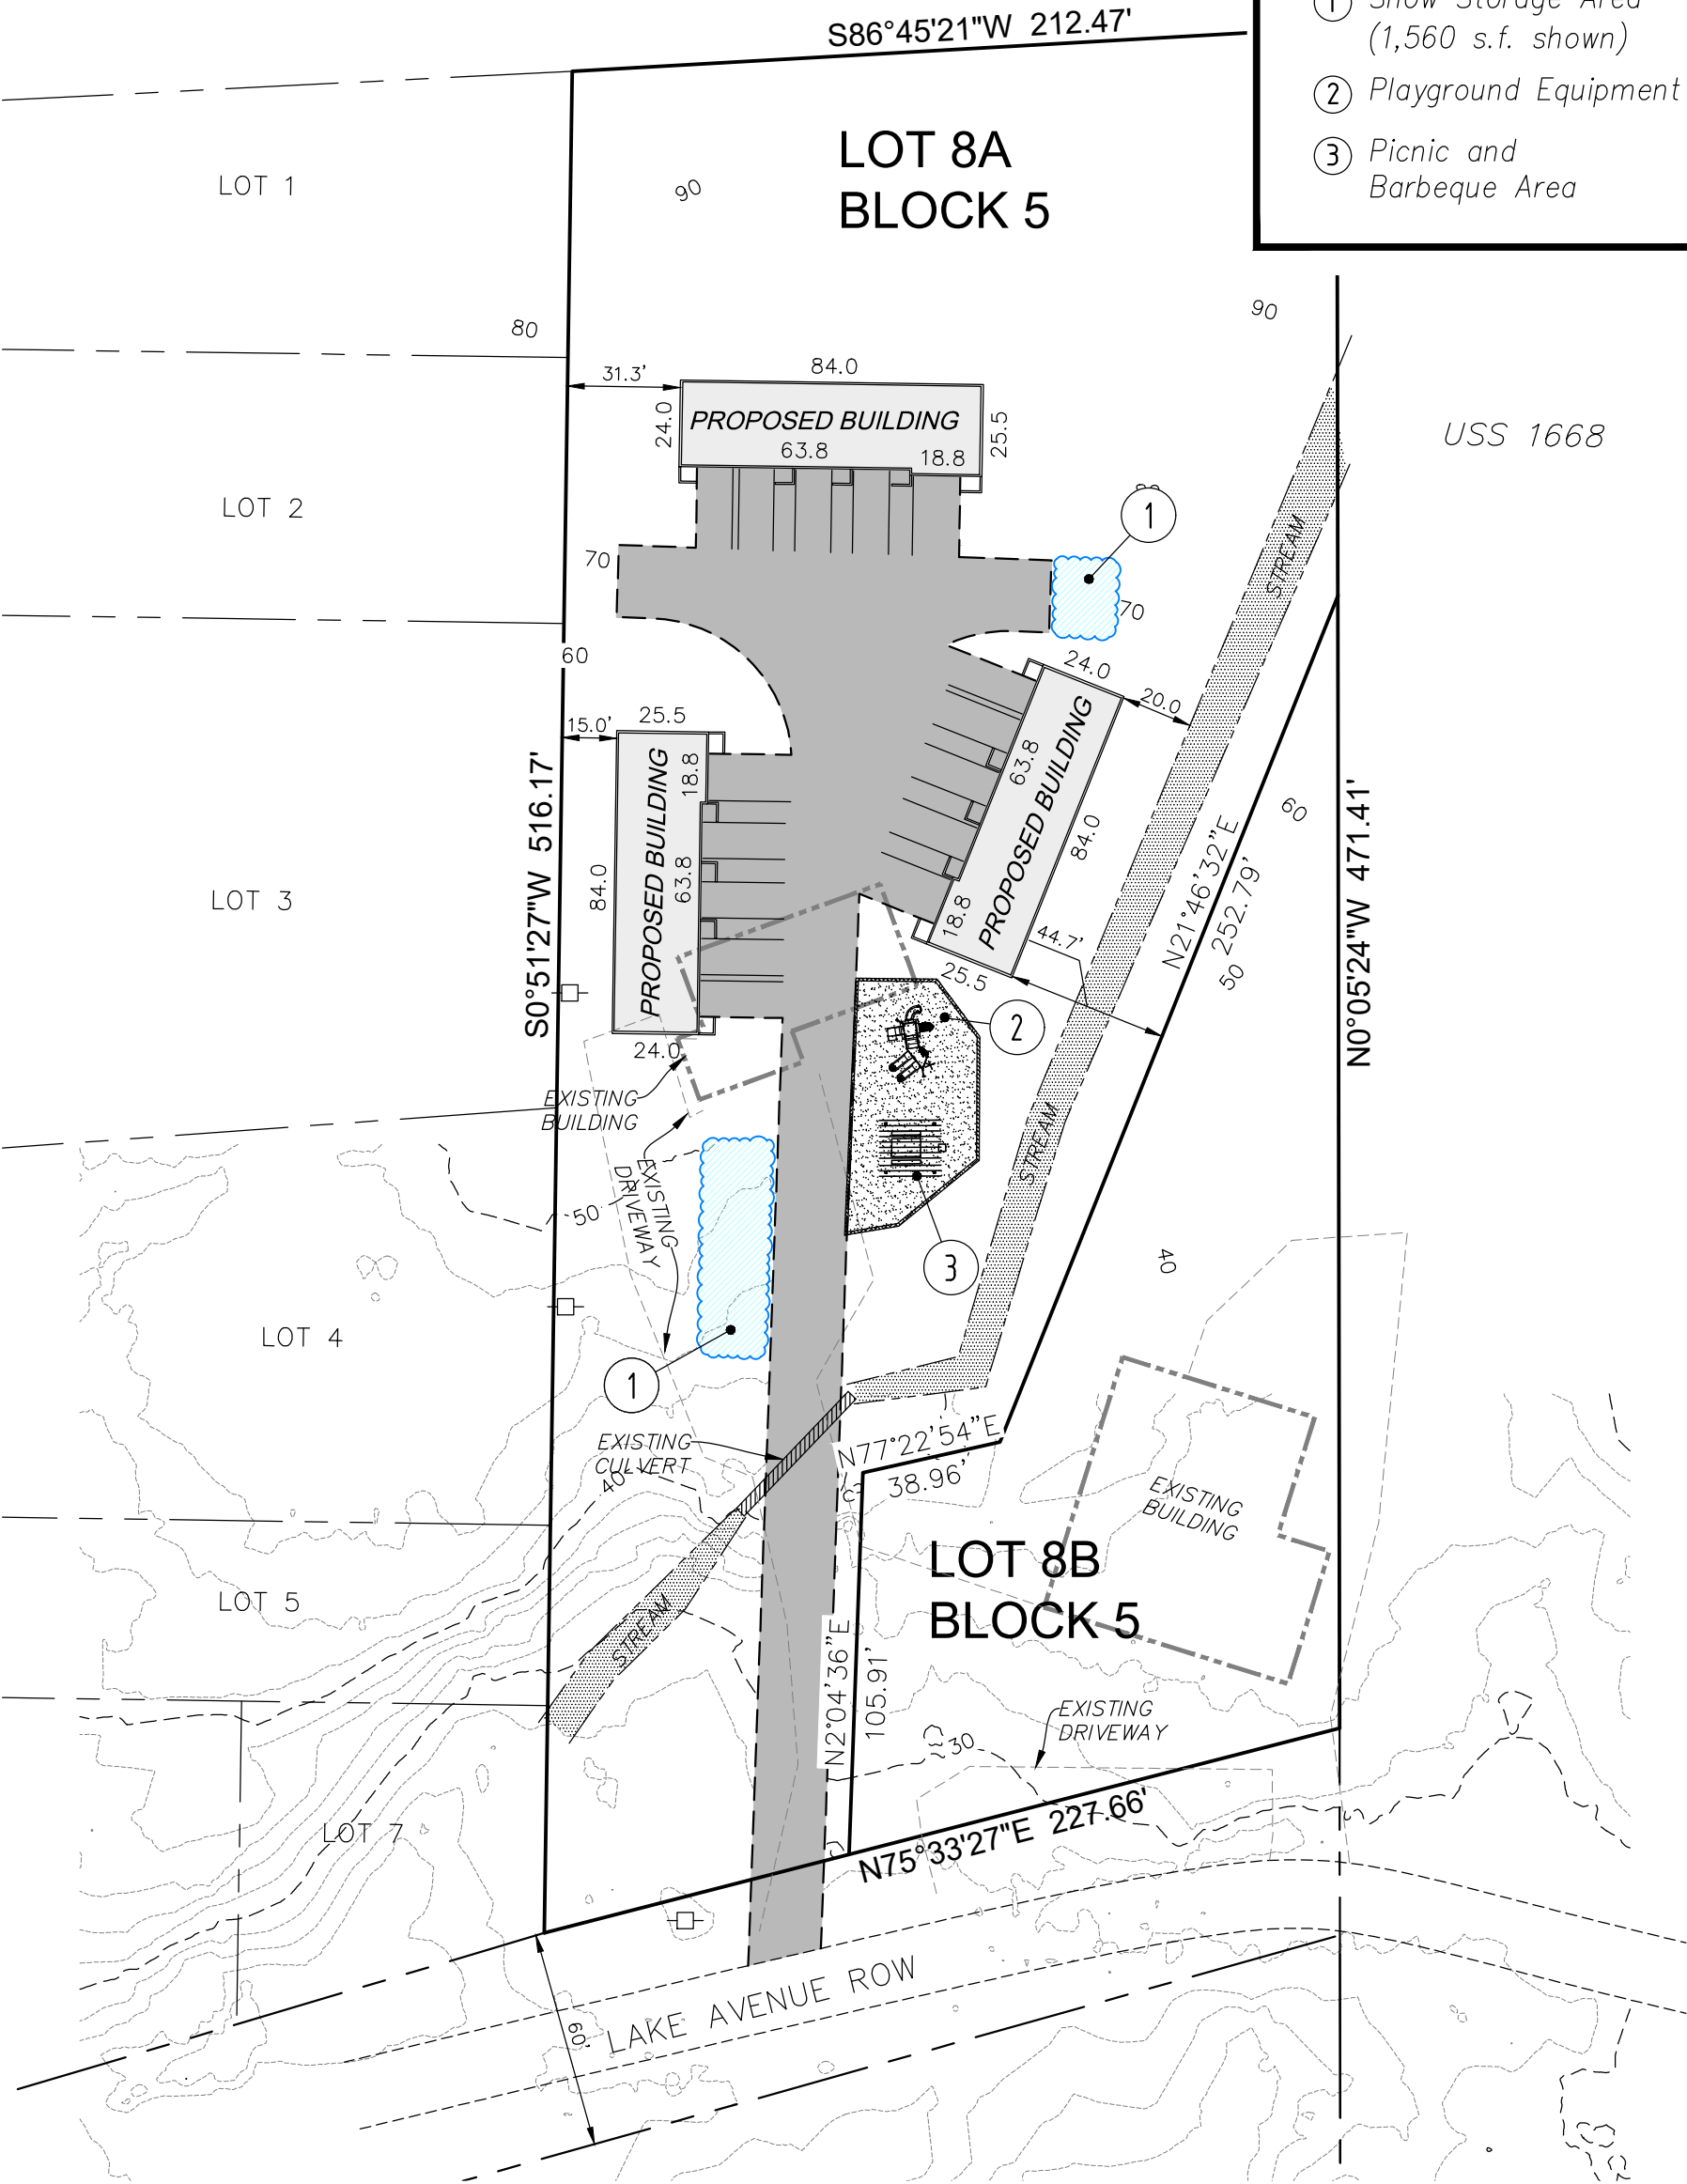 S86°45'21"W 212.47'
1 Snow Storage Area
(1,560 s.f. shown)
2 Playground Equipment
3 Picnic and
Barbeque Area
LOT 8A
BLOCK 5
LOT 1
90
80
90
31.3'
84.0
24.0
PROPOSED BUILDING
25.5
63.8
18.8
USS 1668
LOT 2
1
STREAM
70
70
60
24.0
20.0
15.0'
25.5
18.8
PROPOSED BUILDING
63.8
84.0
63.8
PROPOSED BUILDING
84.0
18.8
25.5
44.7'
S0°51'27"W 516.17'
60
N21°46'32"E
252.79'
50
N0°05'24"W 471.41'
LOT 3
2
24.0
EXISTING
BUILDING
EXISTING
DRIVEWAY
STREAM
50
3
40
LOT 4
1
EXISTING
CULVERT
40
N77°22'54"E
38.96'
EXISTING
BUILDING
LOT 8B
BLOCK 5
LOT 5
STREAM
N2°04'36"E
105.91'
EXISTING
DRIVEWAY
30
LOT 7
N75°33'27"E 227.66'
LAKE AVENUE ROW
60'